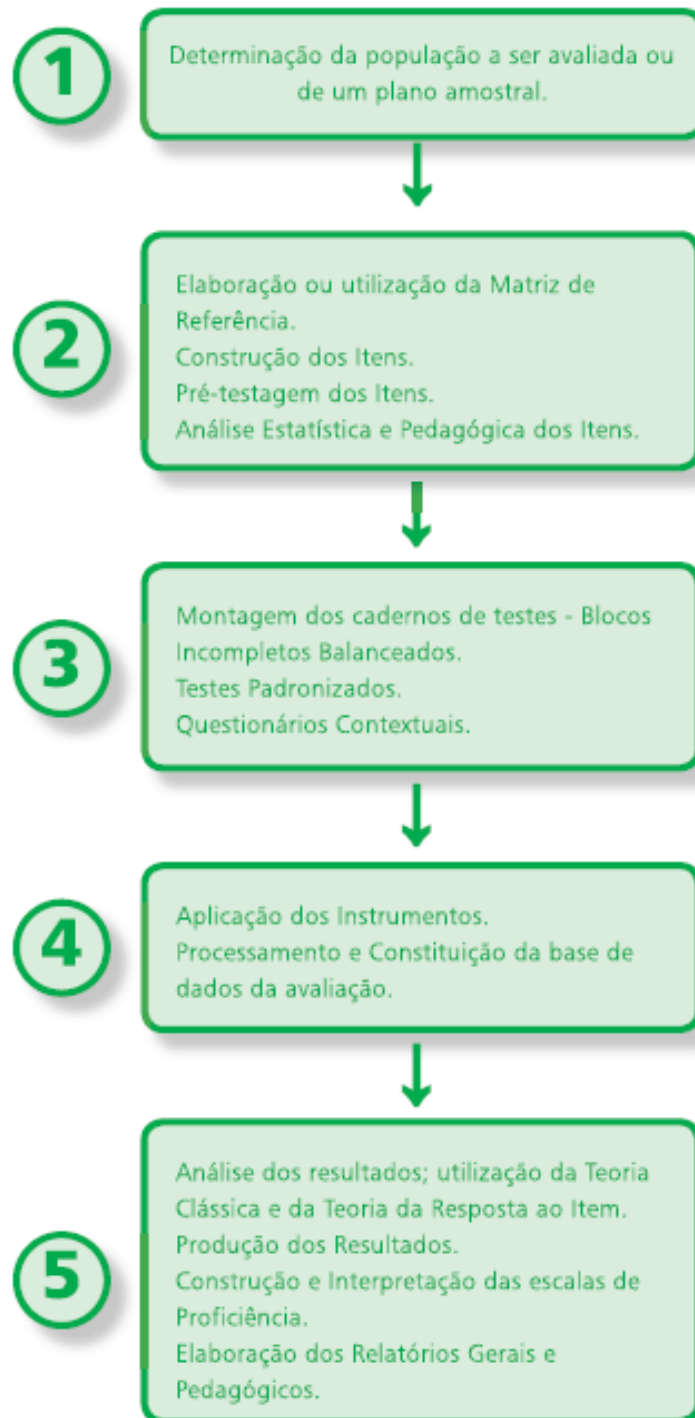 1
Determinação da população a ser avaliada ou
de um plano amostral.
2
Elaboração ou utilização da Matriz de
Referência.
Construção dos Itens.
Pré-testagem dos Itens.
Análise Estatística e Pedagógica dos Itens.
3
Montagem dos cadernos de testes - Blocos
Incompletos Balanceados.
Testes Padronizados.
Questionários Contextuais.
4
Aplicação dos Instrumentos.
Processamento e Constituição da base de
dados da avaliação.
5
Análise dos resultados; utilização da Teoria
Clássica e da Teoria da Resposta ao Item.
Produção dos Resultados.
Construção e Interpretação das escalas de
Proficiência.
Elaboração dos Relatórios Gerais e
Pedagógicos.